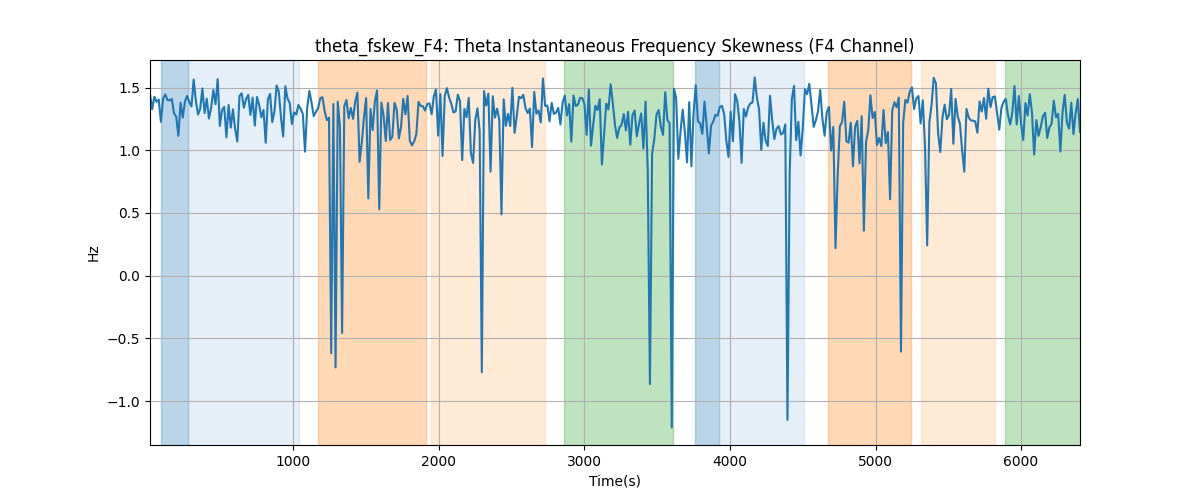 theta_fskew_F4: Theta Instantaneous Frequency Skewness (F4 Channel)
1.5
1.0
0.5
0.0
−0.5
−1.0
Hz
1000 2000 3000 4000 5000 6000
Time(s)